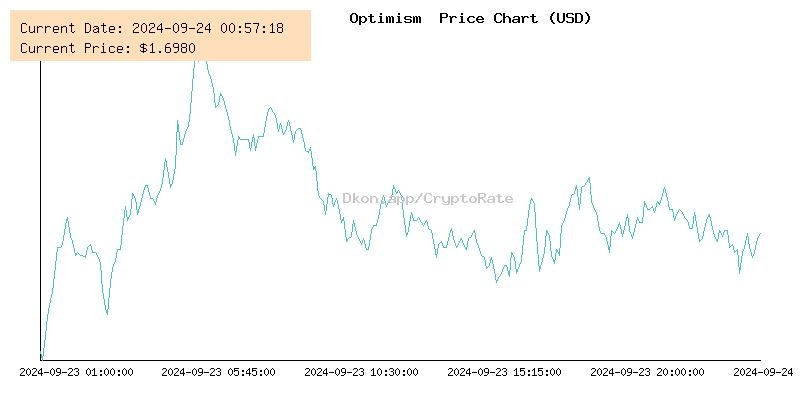 Optimism  Price Chart (USD)
Current Date: 2024-09-24 00:57:18
Current Price: $1.6980
Dkon.app/CryptoRate
2024-09-23 01:00:00 2024-09-23 05:45:00 2024-09-23 10:30:00 2024-09-23 15:15:00 2024-09-23 20:00:00 2024-09-24